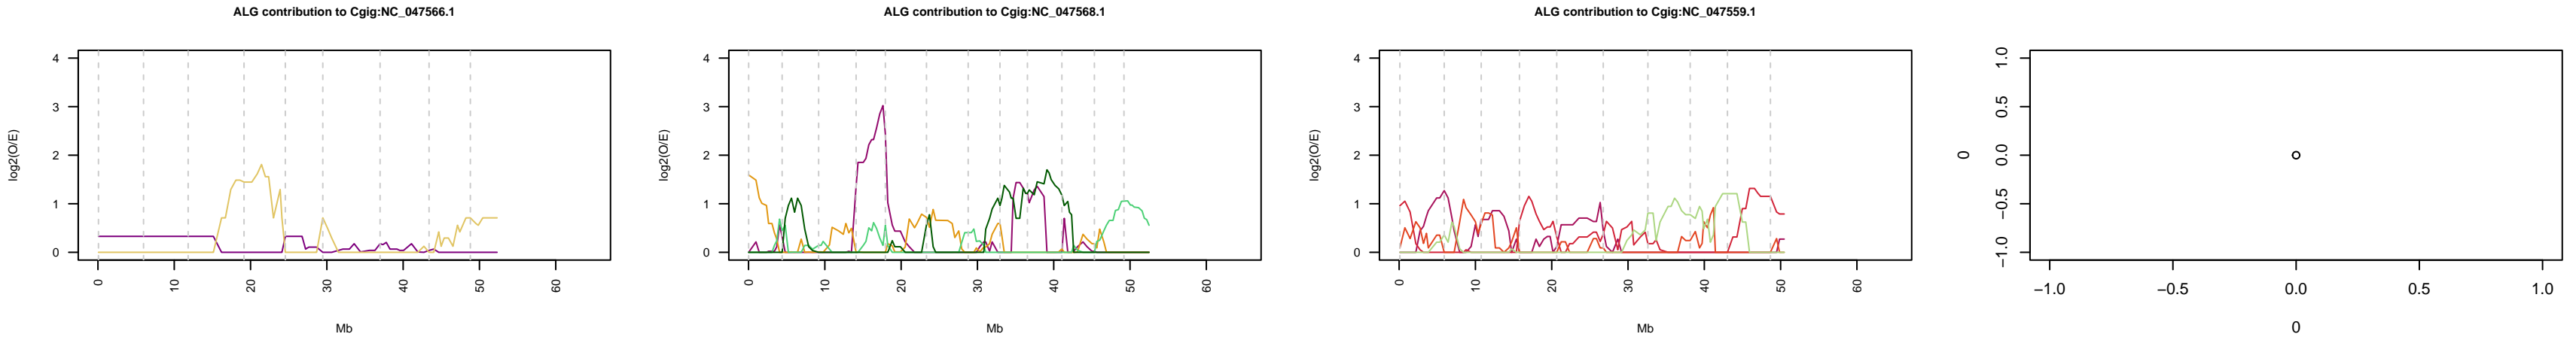 ALG contribution to Cgig:NC_047566.1
log2(O/E)
4
3
2
1
0
0 10 20 30 40 50 60
Mb
ALG contribution to Cgig:NC_047568.1
log2(O/E)
4
3
2
1
0
0 10 20 30 40 50 60
Mb
ALG contribution to Cgig:NC_047559.1
log2(O/E)
4
3
2
1
0
0 10 20 30 40 50 60
Mb
0
1.0
0.5
0.0
−0.5
−1.0
−1.0 −0.5 0.0 0.5 1.0
0